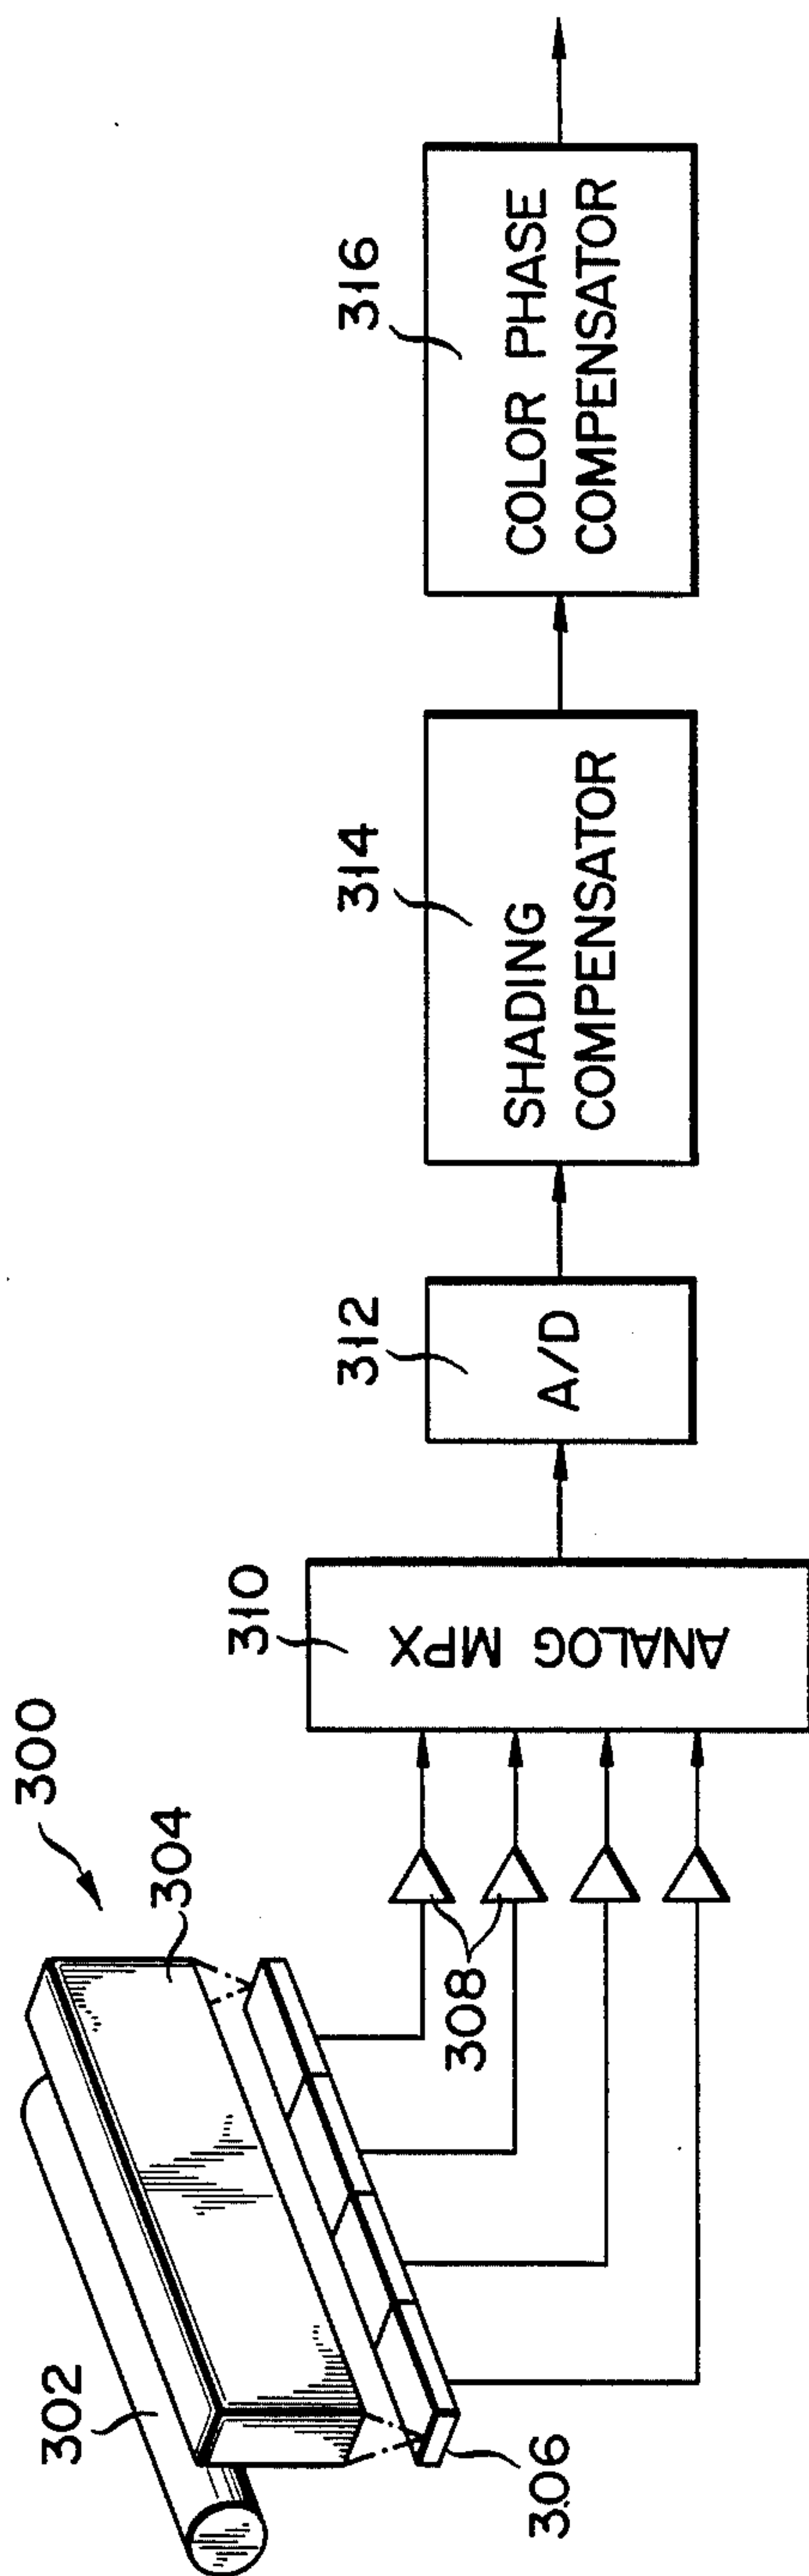 300
302
304
306
308
310
ANALOG MPX
312
A/D
314
SHADING
COMPENSATOR
316
COLOR PHASE
COMPENSATOR